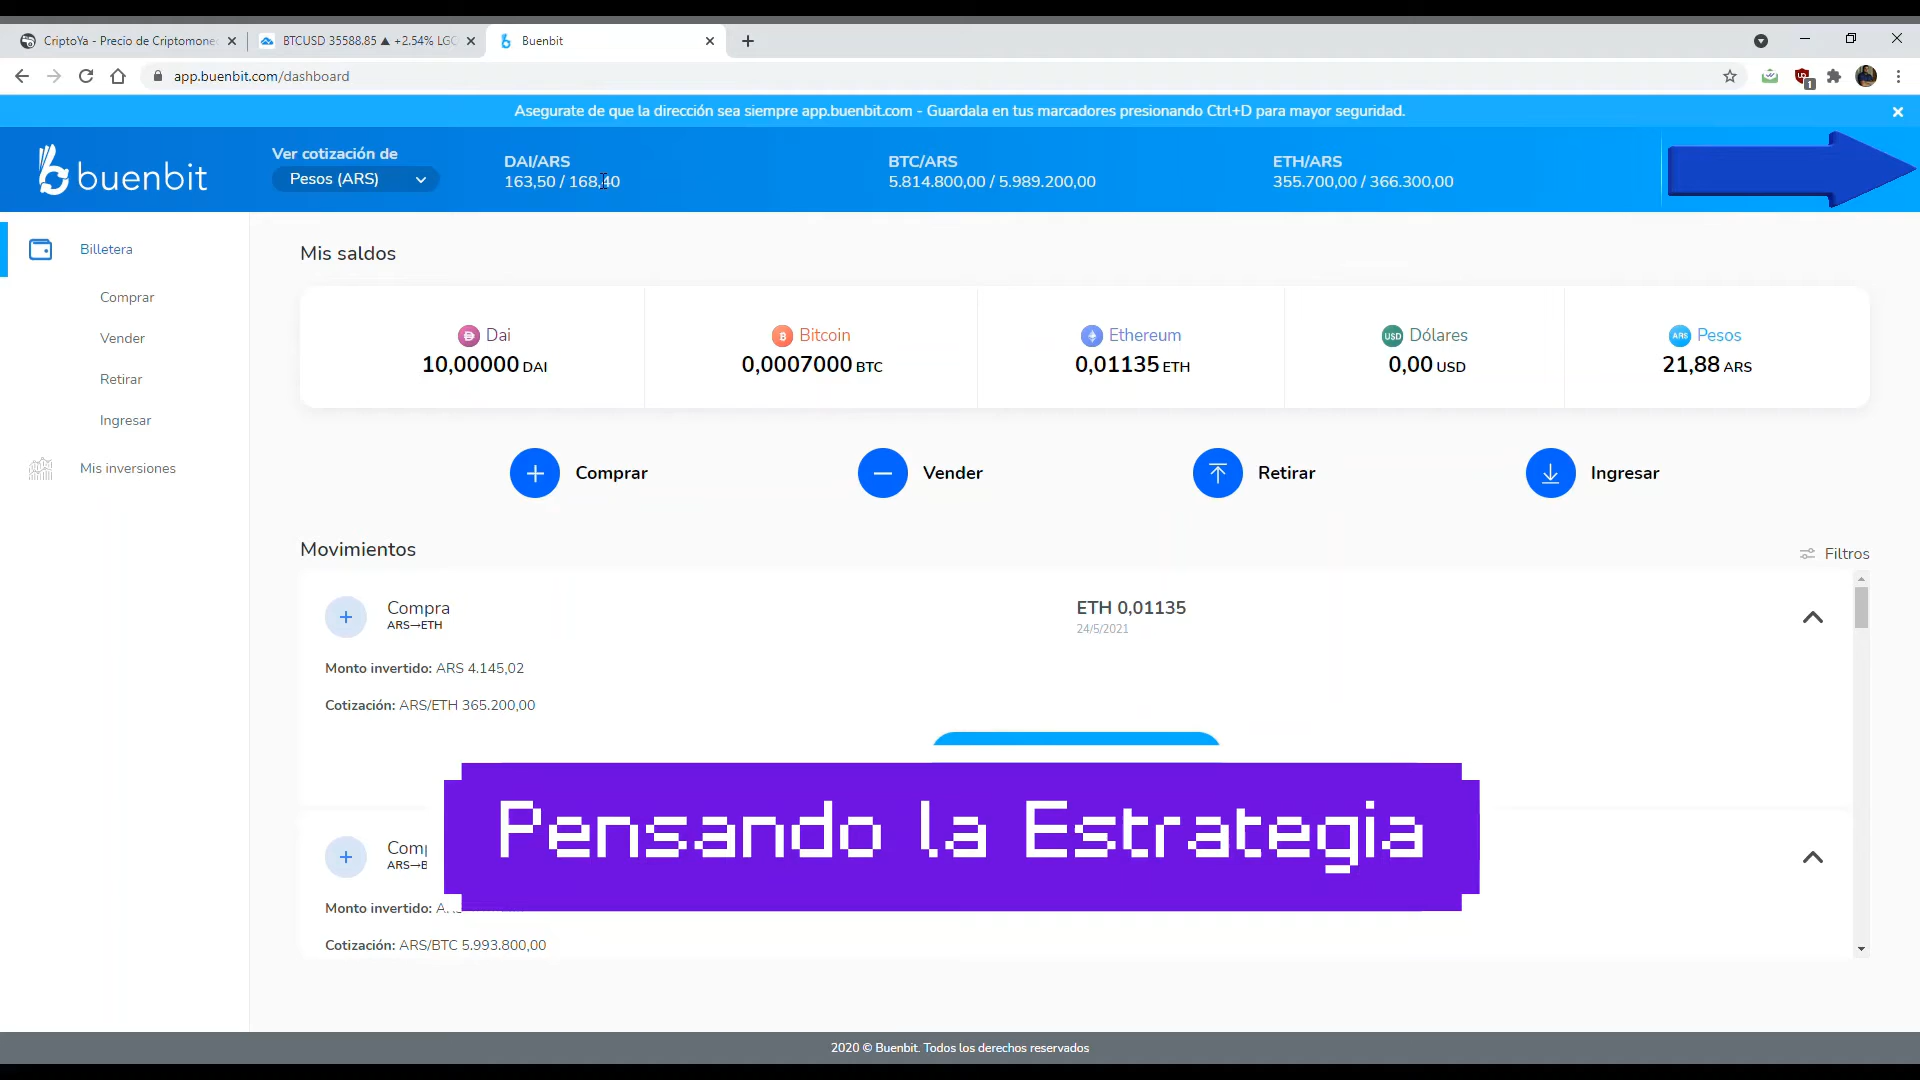 CriptoYa - Precio de Criptomone
BTCUSD 35588.85 ▲ +2.54% LGC
Buenbit
app.buenbit.com/dashboard
1
Asegurate de que la dirección sea siempre app.buenbit.com - Guardala en tus marcadores presionando Ctrl+D para mayor seguridad.
buenbit
Ver cotización de
Pesos (ARS)
DAI/ARS
163,50 / 168,40
BTC/ARS
5.814.800,00 / 5.989.200,00
ETH/ARS
355.700,00 / 366.300,00
Billetera
Comprar
Vender
Retirar
Ingresar
Mis inversiones
Mis saldos
Dai
10,00000 DAI
Bitcoin
0,0007000 BTC
Ethereum
0,01135 ETH
USD Dólares
0,00 USD
ARS Pesos
21,88 ARS
Comprar
Vender
Retirar
Ingresar
Movimientos
Filtros
Compra
ARS→ETH
ETH 0,01135
24/5/2021
Monto invertido: ARS 4.145,02
Cotización: ARS/ETH 365.200,00
Pensando la Estrategia
Comp
ARS→B
Monto invertido: A
Cotización: ARS/BTC 5.993.800,00
2020 © Buenbit. Todos los derechos reservados